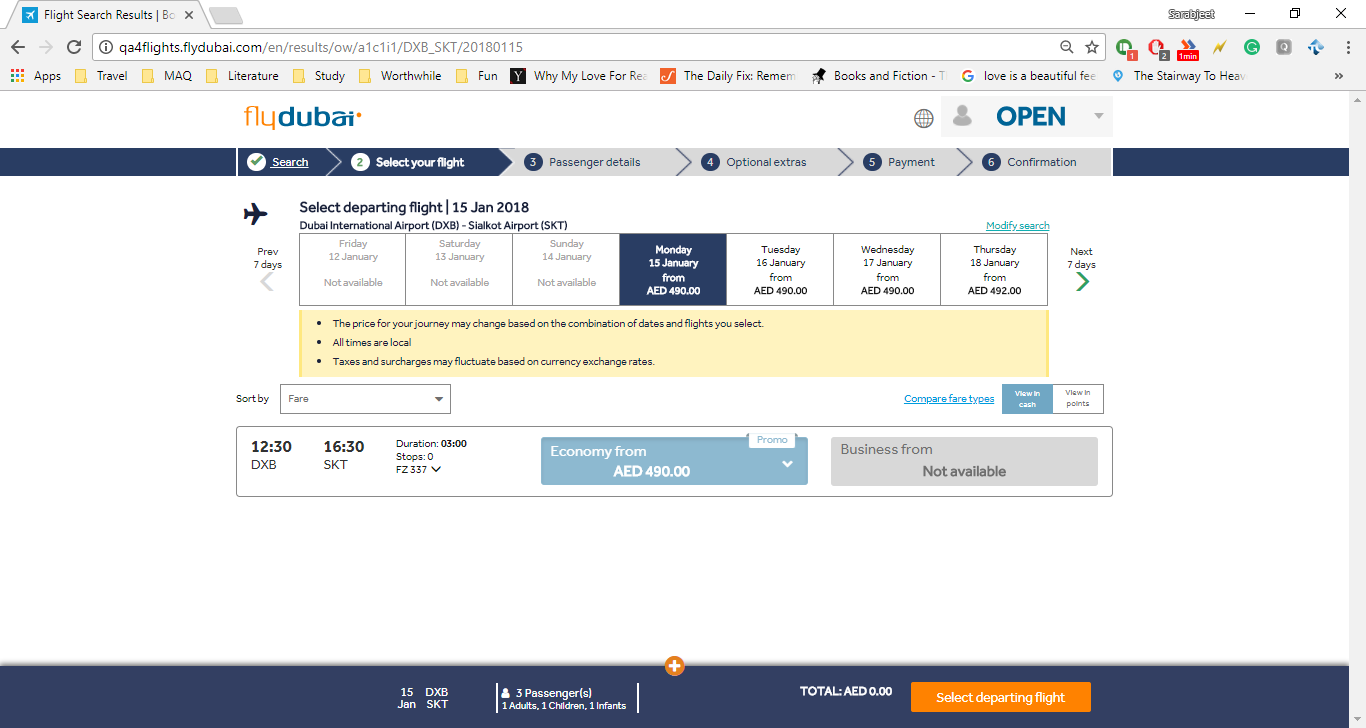 Flight Search Results | Bo
Sarabjeet
qa4flights.flydubai.com/en/results/ow/a1c1i1/DXB_SKT/20180115
1
2
1min
Apps
Travel
MAQ
Literature
Study
Worthwhile
Fun
Why My Love For Rea
The Daily Fix: Remem
Books and Fiction - T
love is a beautiful fee
The Stairway To Heav
flydubai
OPEN
Search
2 Select your flight
3 Passenger details
4 Optional extras
5 Payment
6 Confirmation
Select departing flight | 15 Jan 2018
Dubai International Airport (DXB) - Sialkot Airport (SKT)
Modify search
Prev
7 days
Friday
12 January
Not available
Saturday
13 January
Not available
Sunday
14 January
Not available
Monday
15 January
from
AED 490.00
Tuesday
16 January
from
AED 490.00
Wednesday
17 January
from
AED 490.00
Thursday
18 January
from
AED 492.00
Next
7 days
• The price for your journey may change based on the combination of dates and flights you select.
• All times are local
• Taxes and surcharges may fluctuate based on currency exchange rates.
Sort by
Fare
Compare fare types
View in
cash
View in
points
12:30
DXB
16:30
SKT
Duration: 03:00
Stops: 0
FZ 337
Promo
Economy from
AED 490.00
Business from
Not available
15 DXB
Jan SKT
3 Passenger(s)
1 Adults, 1 Children, 1 Infants
TOTAL: AED 0.00
Select departing flight